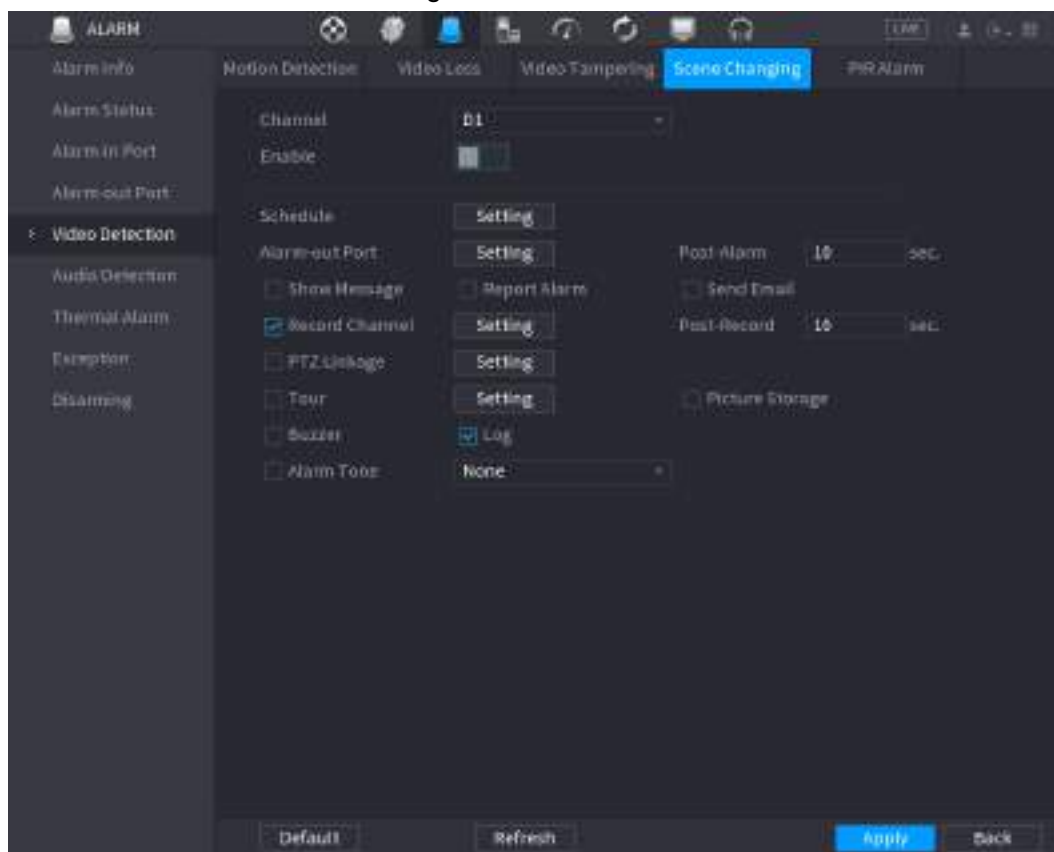 ALARM
LIVE
Alarm Info
Motion Detection
Video Loss
Video Tampering
Scene Changing
PIR Alarm
Alarm Status
Channel
D1
Alarm In Port
Enable
Alarm-out Port
Schedule
Setting
Video Detection
Alarm-out Port
Setting
Post-Alarm
10
sec.
Audio Detection
Show Message
Report Alarm
Send Email
Thermal Alarm
Record Channel
Setting
Post-Record
10
sec.
Exception
PTZ Linkage
Setting
Disarming
Tour
Setting
Picture Storage
Buzzer
Log
Alarm Tone
None
Default
Refresh
Apply
Back